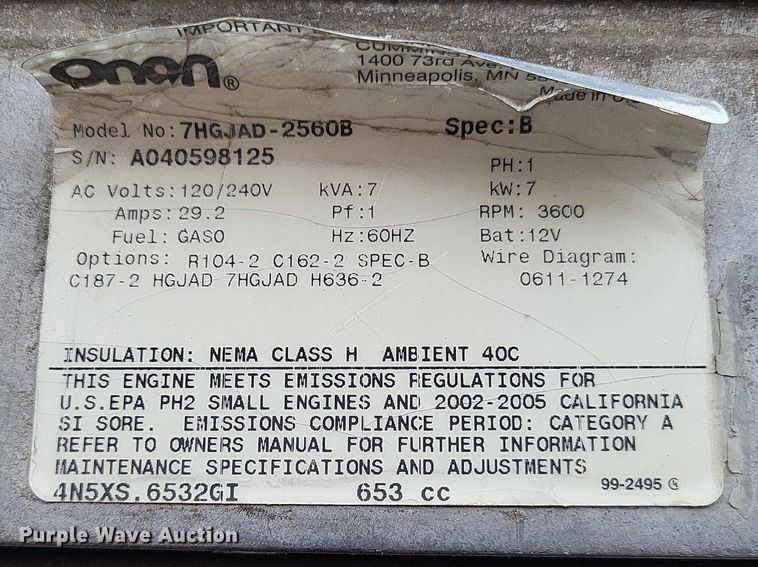 IMPORTANT
onan®
1400 73rd Ave
Minneapolis, MN
Made in
Model No: 7HGJAD-2560B Spec:B
S/N: A040598125 PH:1
AC Volts:120/240V kVA:7 kW:7
Amps:29.2 Pf:1 RPM: 3600
Fuel: GASO Hz:60HZ Bat:12V
Options: R104-2 C162-2 SPEC-B Wire Diagram:
C187-2 HGJAD 7HGJAD H636-2 0611-1274
INSULATION: NEMA CLASS H AMBIENT 40C
THIS ENGINE MEETS EMISSIONS REGULATIONS FOR
U.S.EPA PH2 SMALL ENGINES AND 2002-2005 CALIFORNIA
SI SORE. EMISSIONS COMPLIANCE PERIOD: CATEGORY A
REFER TO OWNERS MANUAL FOR FURTHER INFORMATION
MAINTENANCE SPECIFICATIONS AND ADJUSTMENTS
4N5XS.6532GI 653 cc 99-2495
Purple Wave Auction